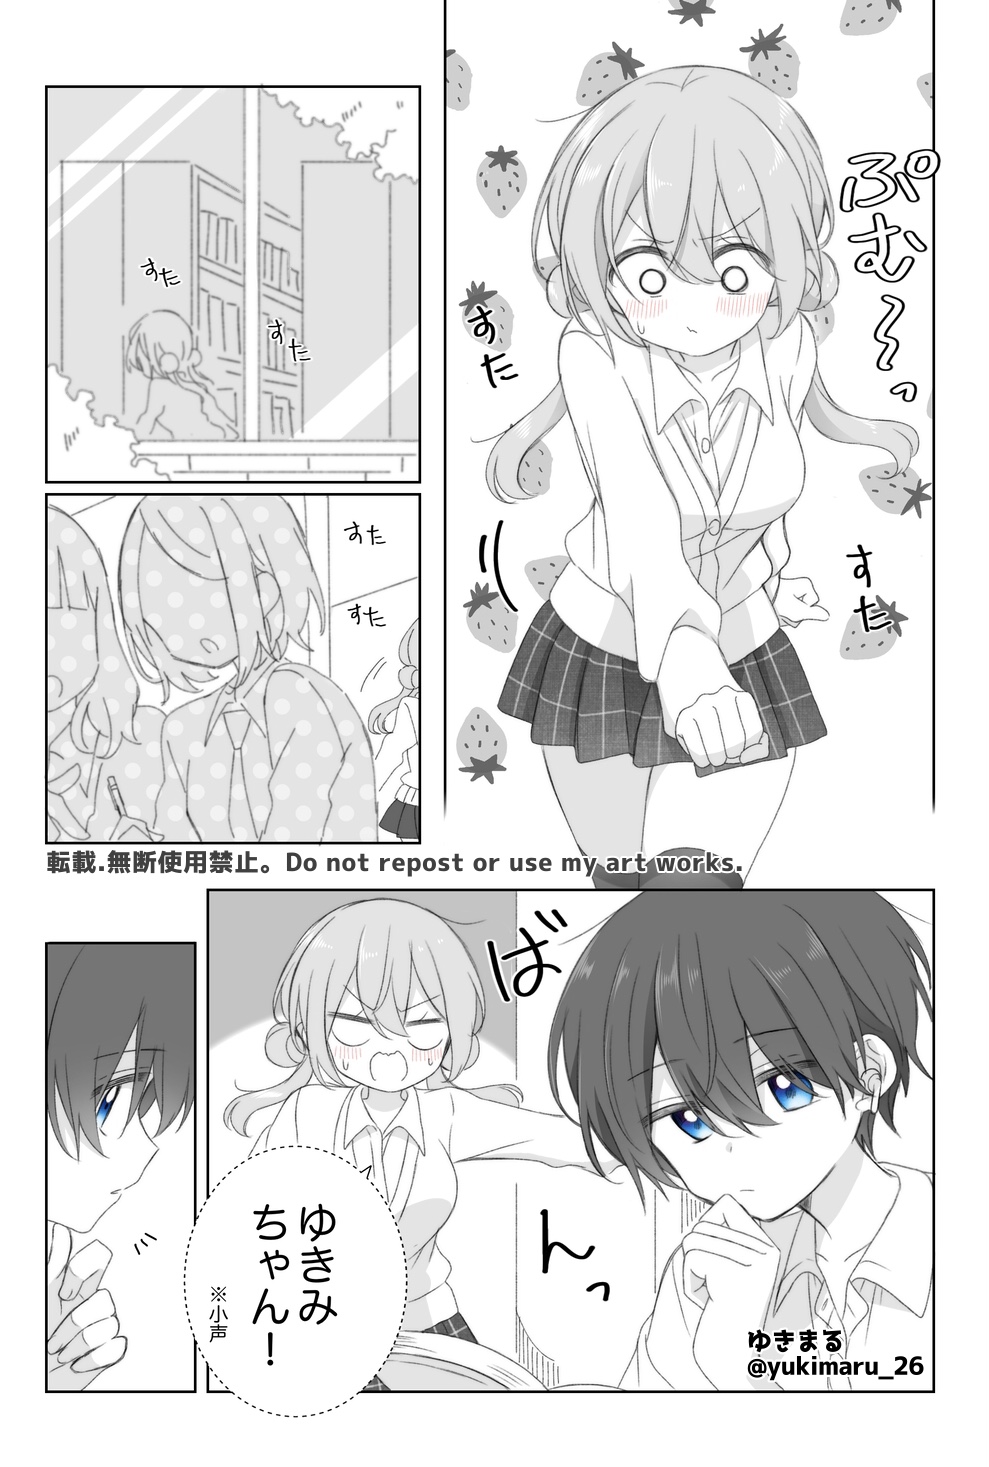 ぷむ〜っ
すた
すた
すた
すた
すた
すた
転載.無断使用禁止。Do not repost or use my art works.
ば
んっ
ゆきみ
ちゃん!
※小声
ゆきまる
@yukimaru_26